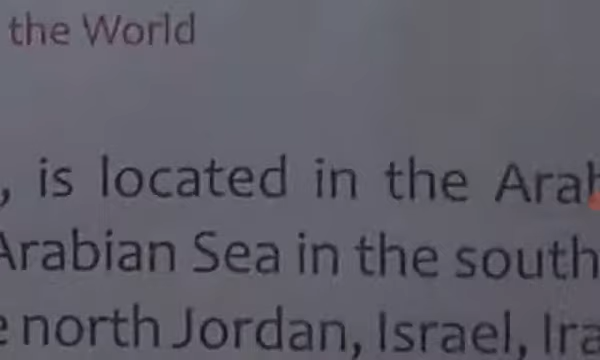 the World
, is located in the
Arabian Sea in the south
north Jordan, Israel,